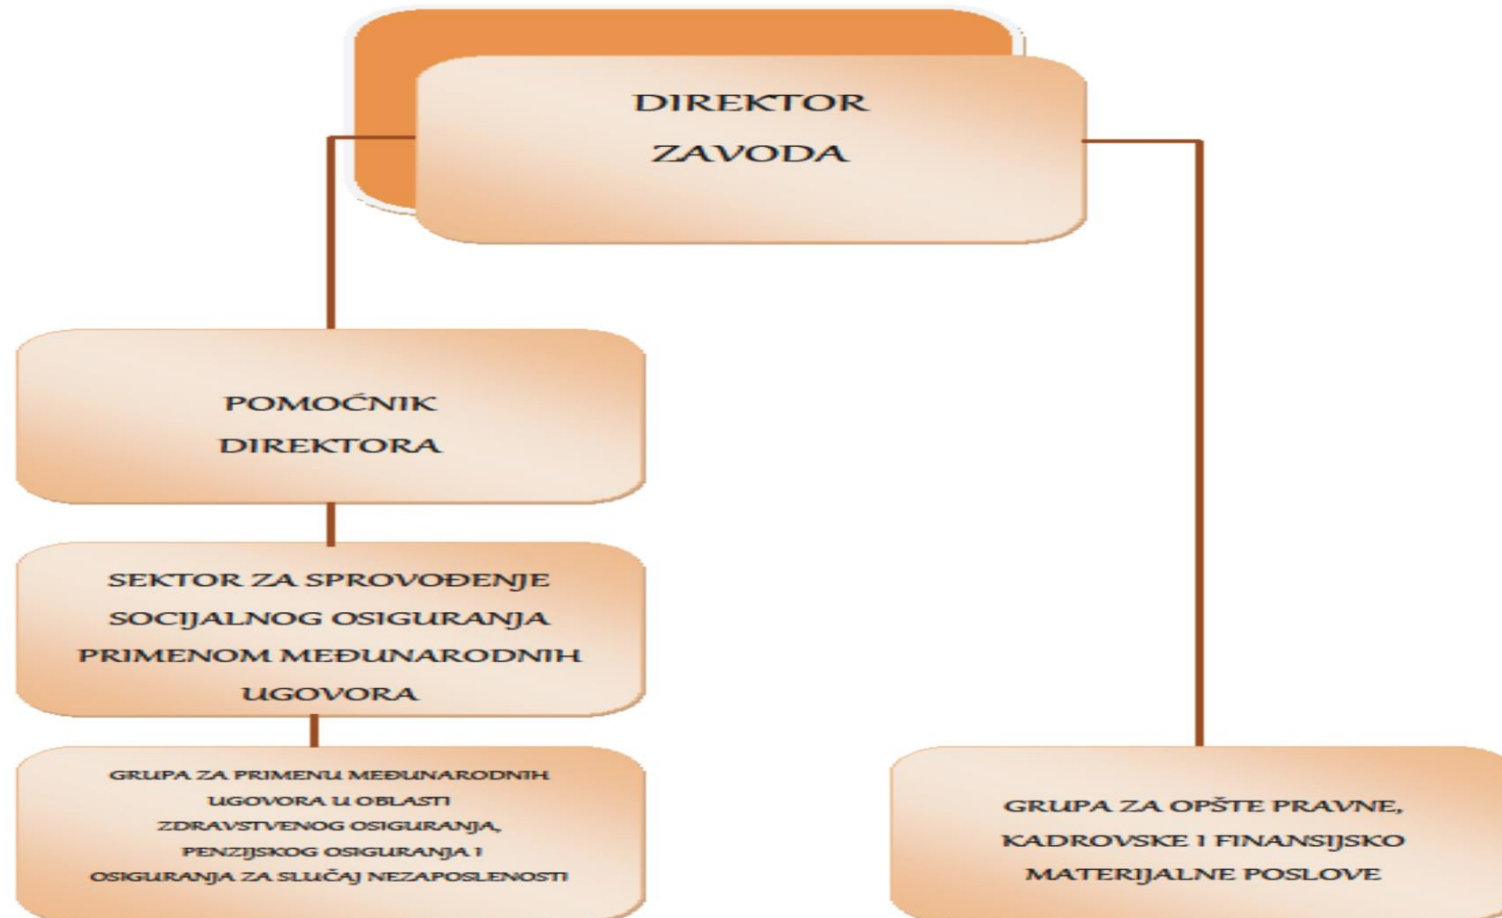 DIREKTOR
ZAVODA
POMOĆNIK
DIREKTORA
SEKTOR ZA SPROVOĐENJE
SOCIJALNOG OSIGURANJA
PRIMENOM MEĐUNARODNIH
UGOVORA
GRUPA ZA PRIMENU MEĐUNARODNIH
UGOVORA U OBLASTI
ZDRAVSTVENOG OSIGURANJA,
PENZIJSKOG OSIGURANJA I
OSIGURANJA ZA SLUČAJ NEZAPOSLENOSTI
GRUPA ZA OPŠTE PRAVNE,
KADROVSKE I FINANSIJSKO
MATERIJALNE POSLOVE